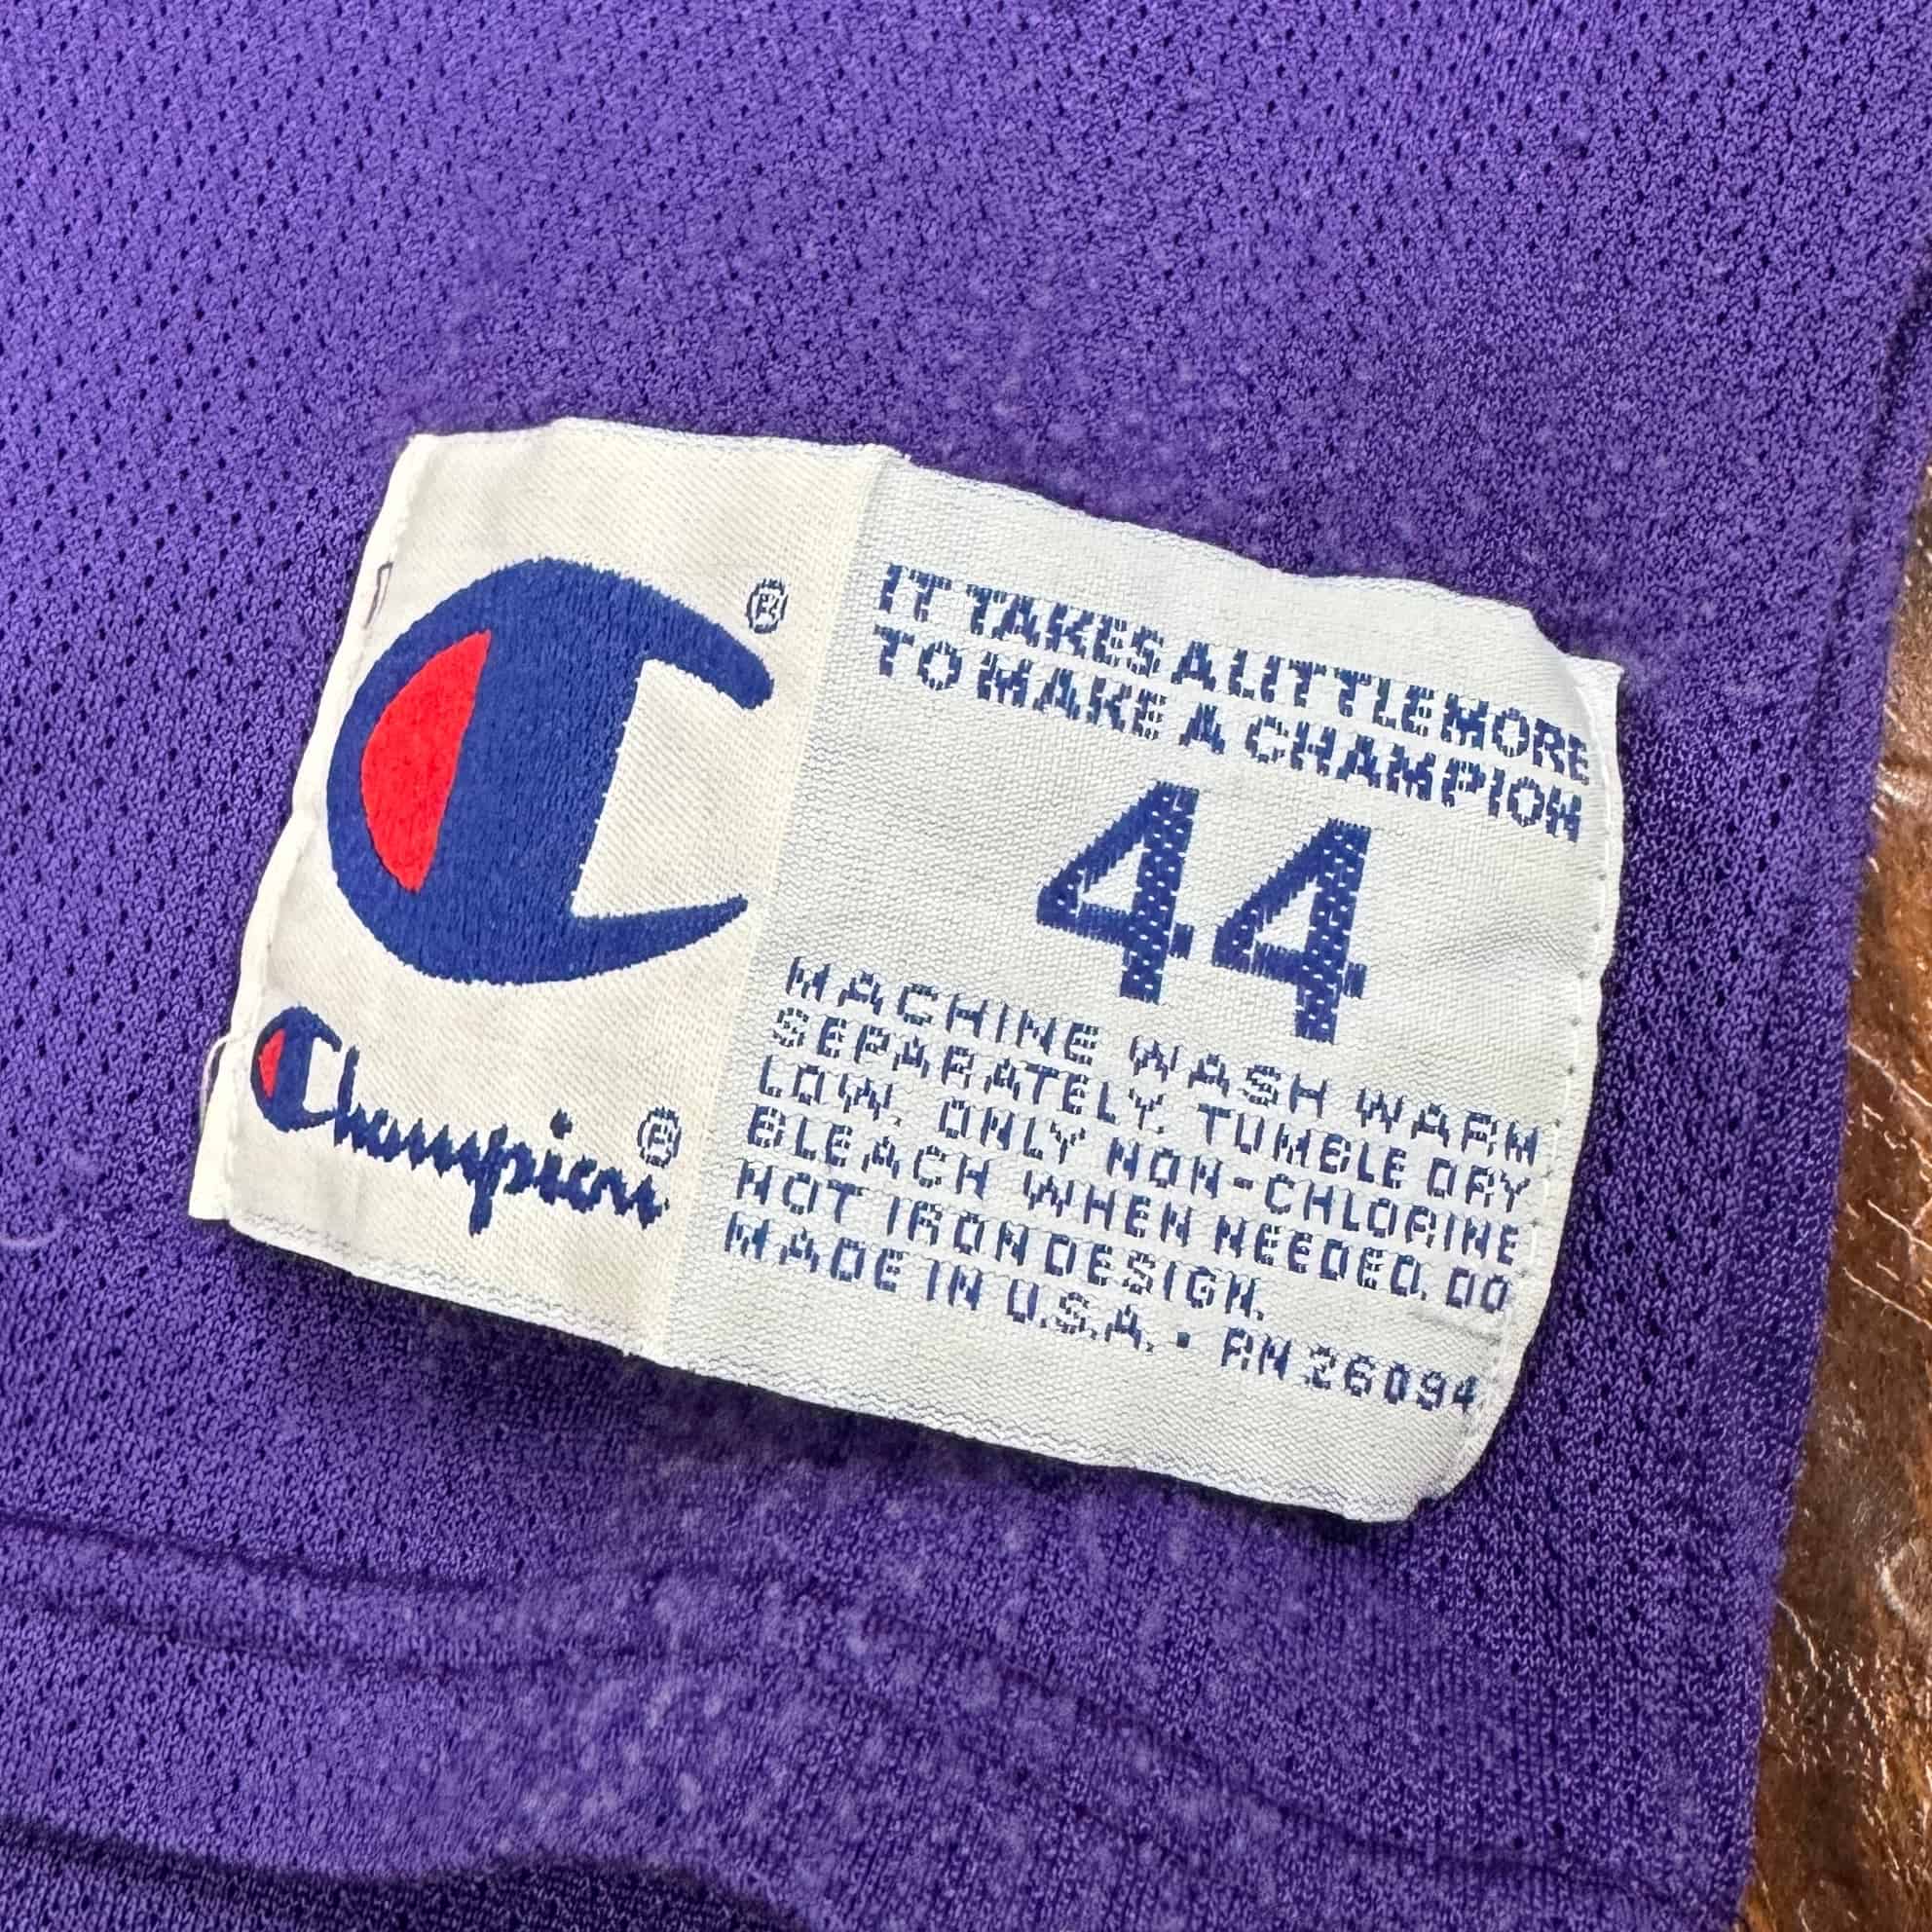 Champion®
IT TAKES A LITTLE MORE
TO MAKE A CHAMPION
44
MACHINE WASH WARM
SEPARATELY. TUMBLE DRY
LOW. ONLY NON-CHLORINE
BLEACH WHEN NEEDED. DO
NOT IRON DESIGN.
MADE IN U.S.A. • RN 26094